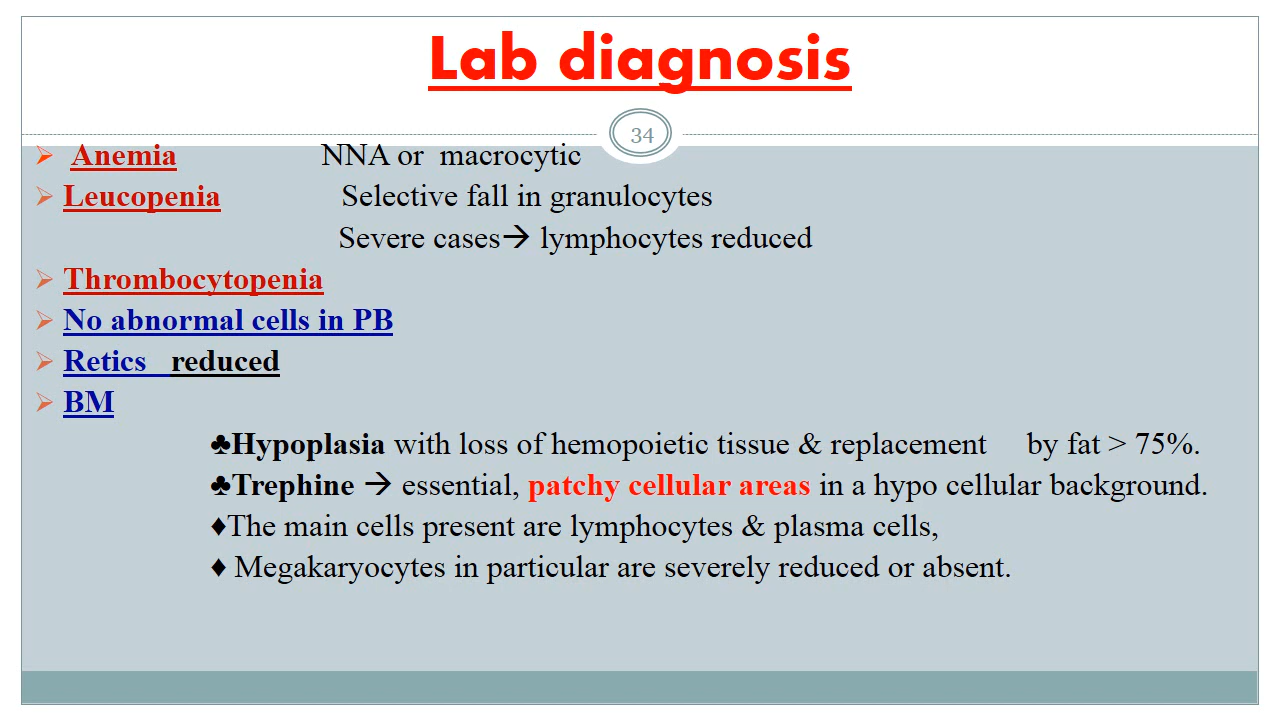 Lab diagnosis
34
➢ Anemia NNA or macrocytic
➢ Leucopenia Selective fall in granulocytes
Severe cases→ lymphocytes reduced
➢ Thrombocytopenia
➢ No abnormal cells in PB
➢ Retics reduced
➢ BM
♣Hypoplasia with loss of hemopoietic tissue & replacement by fat > 75%.
♣Trephine → essential, patchy cellular areas in a hypo cellular background.
♦The main cells present are lymphocytes & plasma cells,
♦ Megakaryocytes in particular are severely reduced or absent.